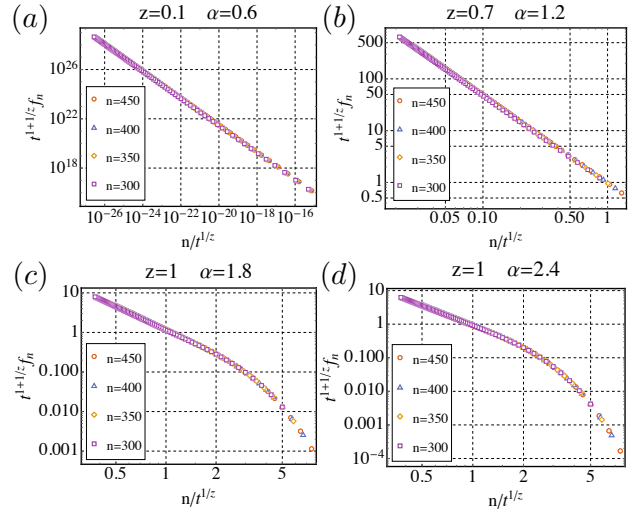 (a) z=0.1 α=0.6
t^{1+1/z} f_n
10^{26}
10^{22}
10^{18}
n=450
n=400
n=350
n=300
10^{-26} 10^{-24} 10^{-22} 10^{-20} 10^{-18} 10^{-16}
n/t^{1/z}
(b) z=0.7 α=1.2
t^{1+1/z} f_n
500
100
50
10
5
1
0.5
n=450
n=400
n=350
n=300
0.05 0.10 0.50 1
n/t^{1/z}
(c) z=1 α=1.8
t^{1+1/z} f_n
10
1
0.100
0.010
0.001
n=450
n=400
n=350
n=300
0.5 1 2 5
n/t^{1/z}
(d) z=1 α=2.4
t^{1+1/z} f_n
10
1
0.100
0.010
0.001
10^{-4}
n=450
n=400
n=350
n=300
0.5 1 2 5
n/t^{1/z}